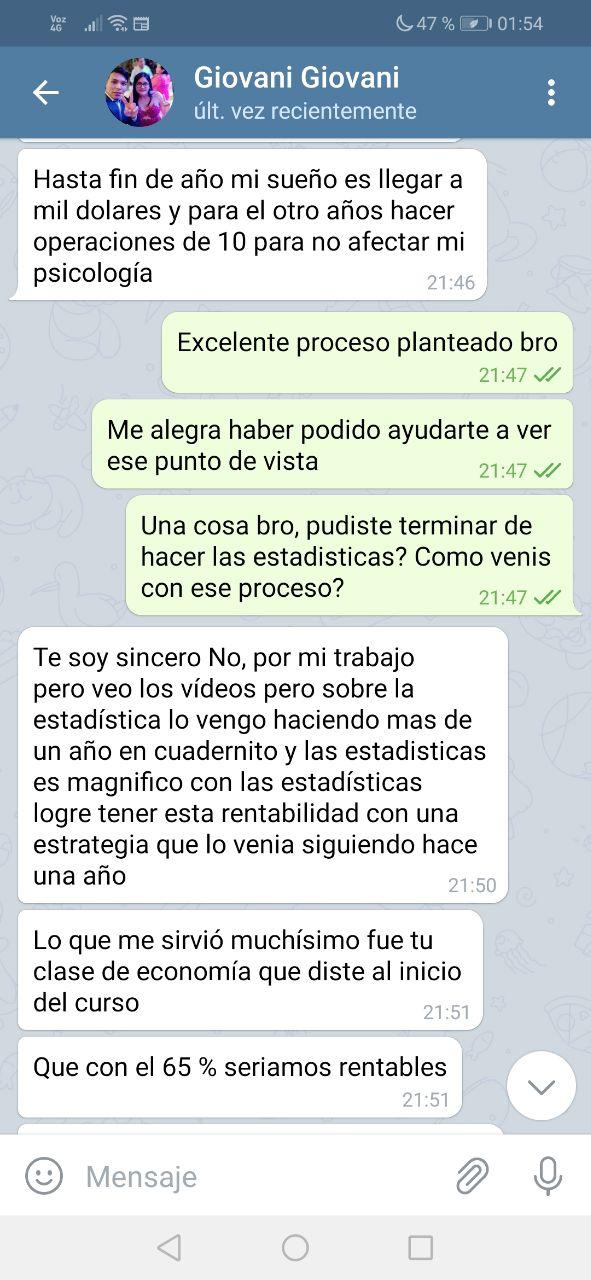 Voz
4G
47 %
01:54
Giovani Giovani
últ. vez recientemente
Hasta fin de año mi sueño es llegar a
mil dolares y para el otro años hacer
operaciones de 10 para no afectar mi
psicología
21:46
Excelente proceso planteado bro
21:47
Me alegra haber podido ayudarte a ver
ese punto de vista
21:47
Una cosa bro, pudiste terminar de
hacer las estadisticas? Como venis
con ese proceso?
21:47
Te soy sincero No, por mi trabajo
pero veo los vídeos pero sobre la
estadística lo vengo haciendo mas de
un año en cuadernito y las estadisticas
es magnifico con las estadísticas
logre tener esta rentabilidad con una
estrategia que lo venia siguiendo hace
una año
21:50
Lo que me sirvió muchísimo fue tu
clase de economía que diste al inicio
del curso
21:51
Que con el 65 % seriamos rentables
21:51
Mensaje